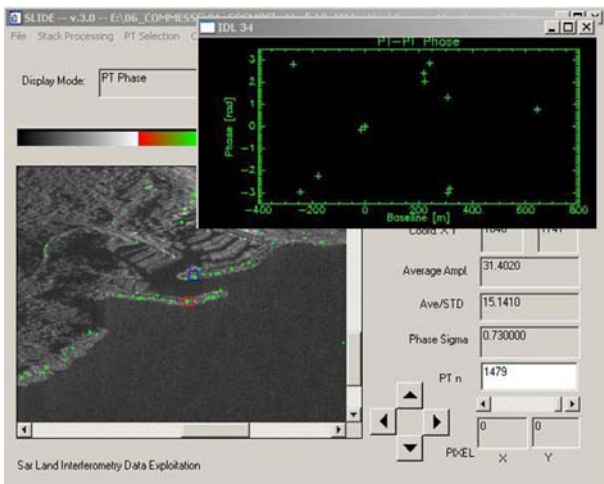 SLIDE -- v.3.0 -- E:\06_COMMESSE
IDL 34
File Stack Processing PT Selection
Display Mode: PT Phase
PT-PT Phase
Phase [rad]
3
2
1
0
-1
-2
-3
-400 -200 0 200 400 600 800
Baseline [m]
Coord. X Y
Average Ampl. 31.4020
Ave/STD 15.1410
Phase Sigma 0.730000
PT n 1479
PIXEL 0 0
X Y
Sar Land Interferometry Data Exploitation